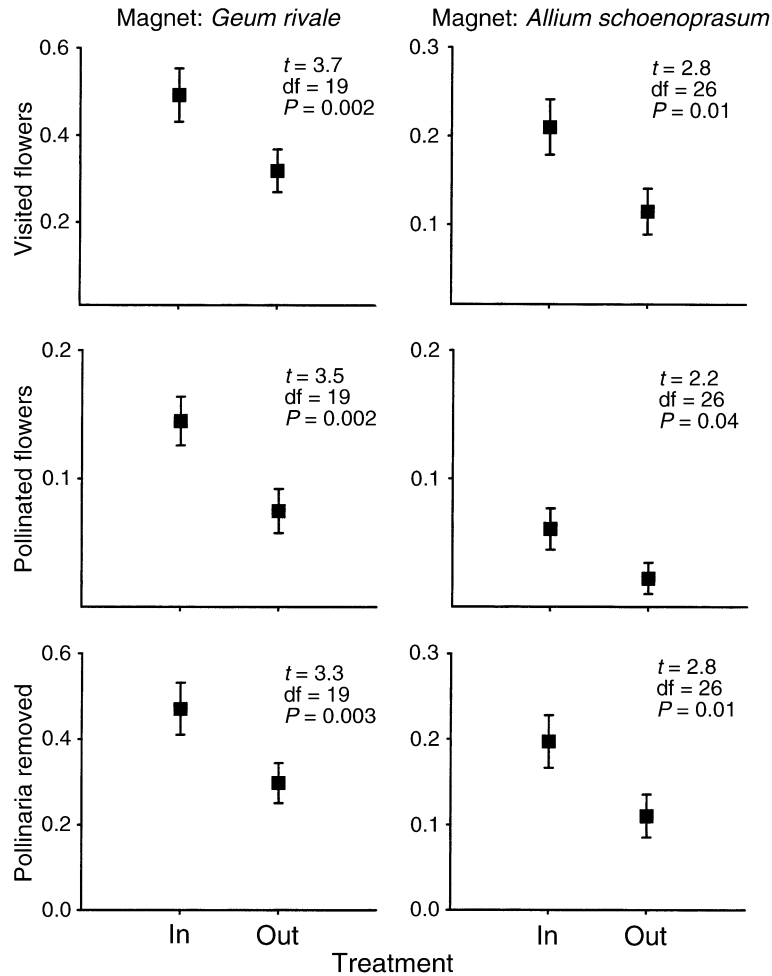 Magnet: Geum rivale
Magnet: Allium schoenoprasum
Visited flowers
0.6
0.4
0.2
t = 3.7
df = 19
P = 0.002
0.3
0.2
0.1
t = 2.8
df = 26
P = 0.01
Pollinated flowers
0.2
0.1
t = 3.5
df = 19
P = 0.002
0.2
0.1
t = 2.2
df = 26
P = 0.04
Pollinaria removed
0.6
0.4
0.2
0.0
t = 3.3
df = 19
P = 0.003
0.3
0.2
0.1
0.0
t = 2.8
df = 26
P = 0.01
In
Out
In
Out
Treatment